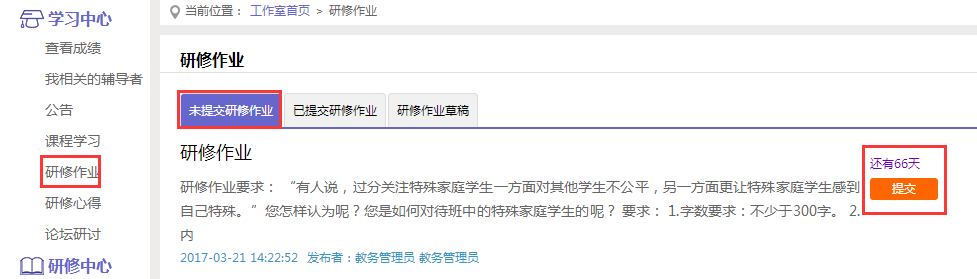 学习中心
查看成绩
我相关的辅导者
公告
课程学习
研修作业
研修心得
论坛研讨
研修中心
当前位置： 工作室首页 > 研修作业
研修作业
未提交研修作业 已提交研修作业 研修作业草稿
研修作业
还有66天
提交
研修作业要求： “有人说，过分关注特殊家庭学生一方面对其他学生不公平，另一方面更让特殊家庭学生感到
自己特殊。”您怎样认为呢？您是如何对待班中的特殊家庭学生的呢？ 要求： 1.字数要求：不少于300字。 2.
内
2017-03-21 14:22:52 发布者：教务管理员 教务管理员